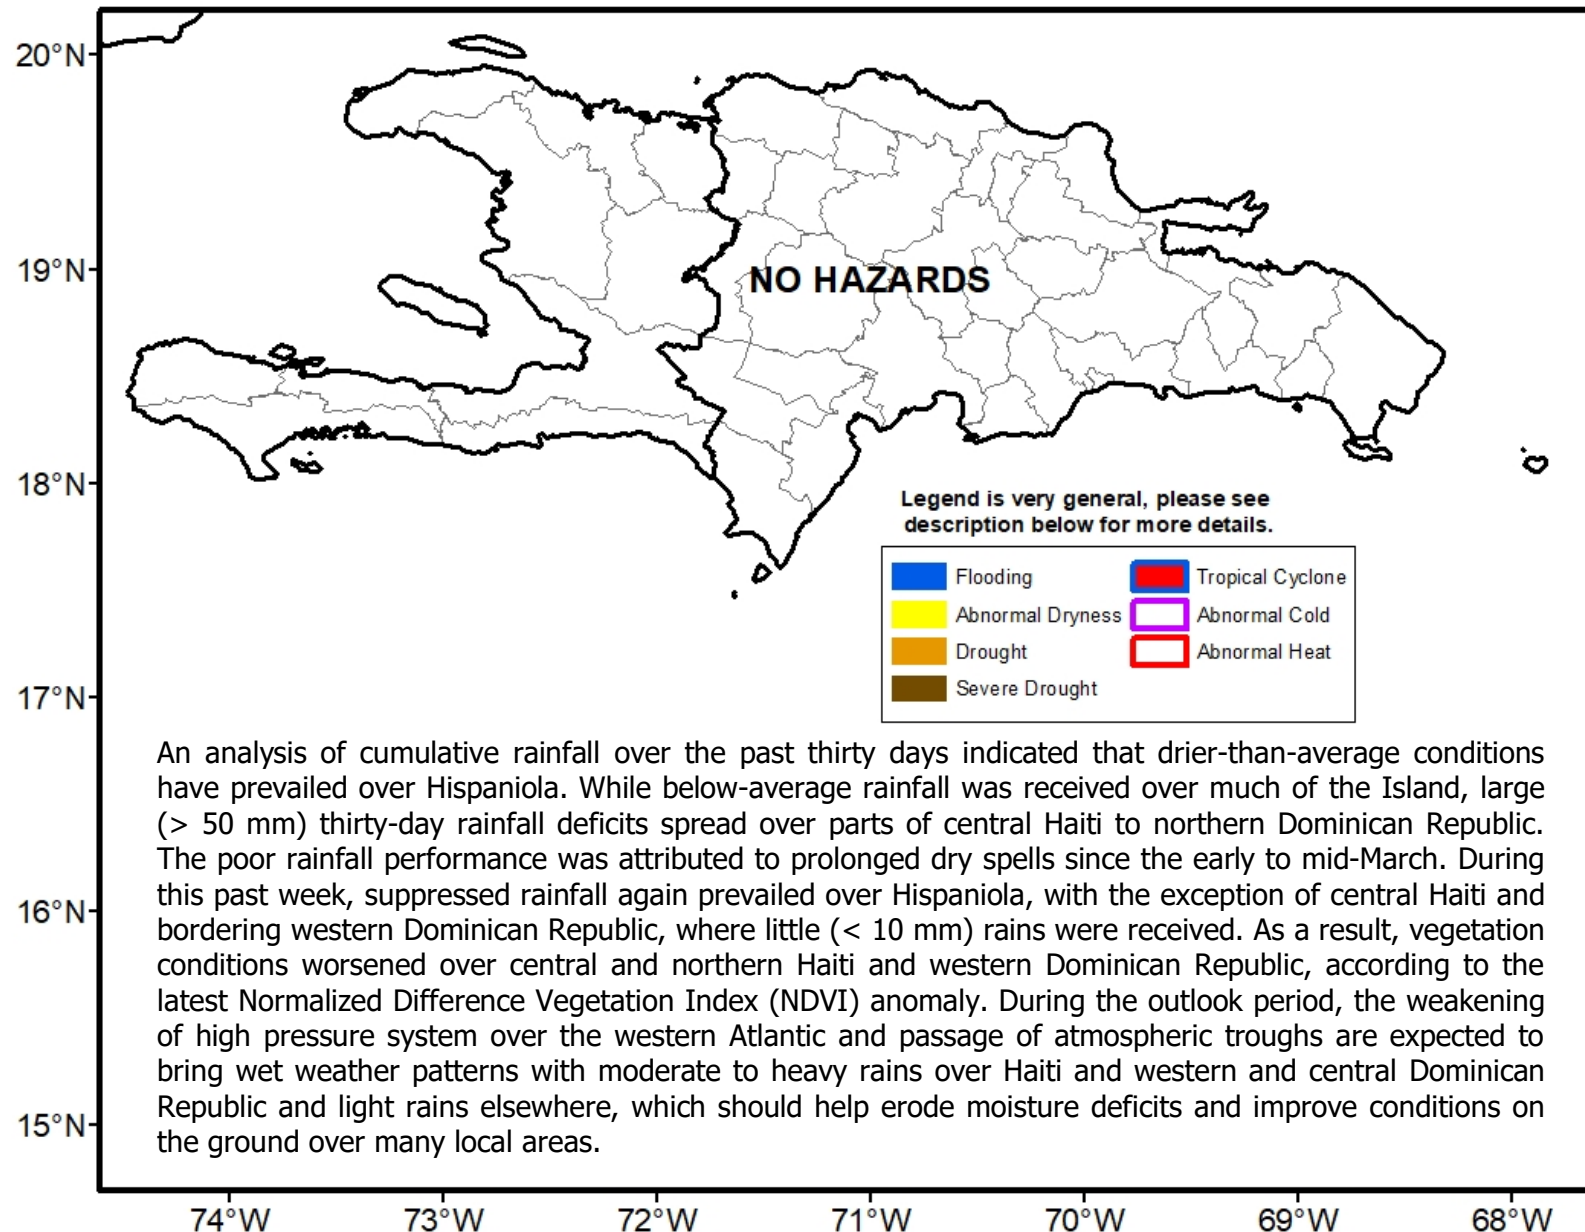 20°N
19°N
18°N
17°N
16°N
15°N
NO HAZARDS
Legend is very general, please see
description below for more details.
Flooding
Abnormal Dryness
Drought
Severe Drought
Tropical Cyclone
Abnormal Cold
Abnormal Heat
An analysis of cumulative rainfall over the past thirty days indicated that drier-than-average conditions
have prevailed over Hispaniola. While below-average rainfall was received over much of the Island, large
(> 50 mm) thirty-day rainfall deficits spread over parts of central Haiti to northern Dominican Republic.
The poor rainfall performance was attributed to prolonged dry spells since the early to mid-March. During
this past week, suppressed rainfall again prevailed over Hispaniola, with the exception of central Haiti and
bordering western Dominican Republic, where little (< 10 mm) rains were received. As a result, vegetation
conditions worsened over central and northern Haiti and western Dominican Republic, according to the
latest Normalized Difference Vegetation Index (NDVI) anomaly. During the outlook period, the weakening
of high pressure system over the western Atlantic and passage of atmospheric troughs are expected to
bring wet weather patterns with moderate to heavy rains over Haiti and western and central Dominican
Republic and light rains elsewhere, which should help erode moisture deficits and improve conditions on
the ground over many local areas.
74°W
73°W
72°W
71°W
70°W
69°W
68°W